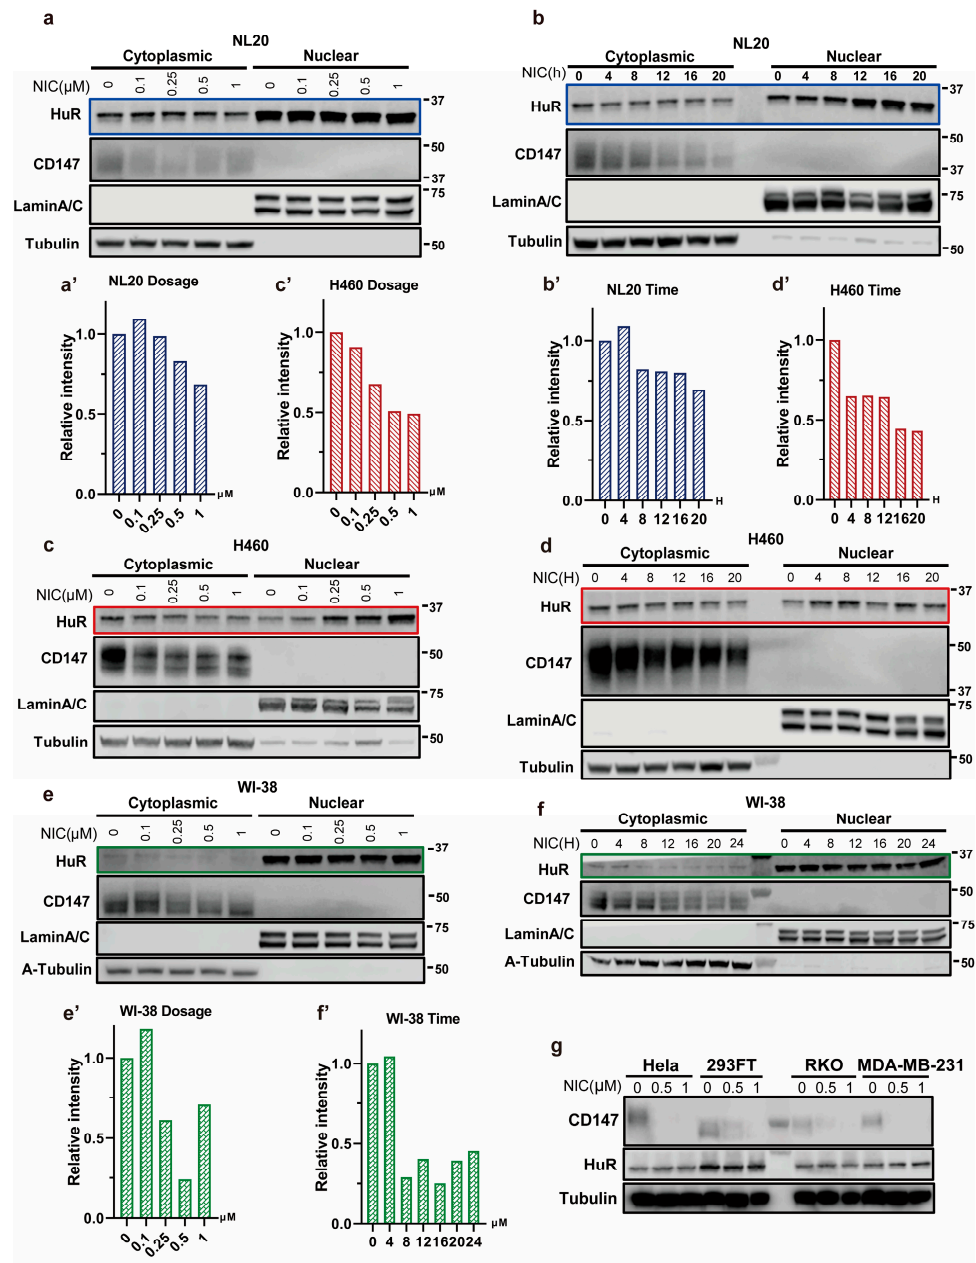 a
NL20
Cytoplasmic Nuclear
NIC(μM) 0 0.1 0.25 0.5 1 0 0.1 0.25 0.5 1
HuR 37
CD147 50
37
LaminA/C 75
Tubulin 50
b
NL20
Cytoplasmic Nuclear
NIC(h) 0 4 8 12 16 20 0 4 8 12 16 20
HuR 37
CD147 50
37
LaminA/C 75
Tubulin 50
a’
NL20 Dosage
Relative intensity
1.0
0.5
0.0
0 0.1 0.25 0.5 1 μM
c’
H460 Dosage
Relative intensity
1.0
0.5
0.0
0 0.1 0.25 0.5 1 μM
b’
NL20 Time
Relative intensity
1.0
0.5
0.0
0 4 8 12 16 20 H
d’
H460 Time
Relative intensity
1.0
0.5
0.0
0 4 8 12 16 20 H
c
H460
Cytoplasmic Nuclear
NIC(μM) 0 0.1 0.25 0.5 1 0 0.1 0.25 0.5 1
HuR 37
CD147 50
LaminA/C 75
Tubulin 50
d
H460
Cytoplasmic Nuclear
NIC(H) 0 4 8 12 16 20 0 4 8 12 16 20
HuR 37
CD147 50
37
LaminA/C 75
Tubulin 50
e
WI-38
Cytoplasmic Nuclear
NIC(μM) 0 0.1 0.25 0.5 1 0 0.1 0.25 0.5 1
HuR 37
CD147 50
LaminA/C 75
A-Tubulin 50
f
WI-38
Cytoplasmic Nuclear
NIC(H) 0 4 8 12 16 20 24 0 4 8 12 16 20 24
HuR 37
CD147 50
LaminA/C 75
A-Tubulin 50
e’
WI-38 Dosage
Relative intensity
1.0
0.5
0.0
0 0.1 0.25 0.5 1 μM
f’
WI-38 Time
Relative intensity
1.0
0.5
0.0
0 4 8 12 16 20 24 μM
g
Hela 293FT RKO MDA-MB-231
NIC(μM) 0 0.5 1 0 0.5 1 0 0.5 1 0 0.5 1
CD147
HuR
Tubulin